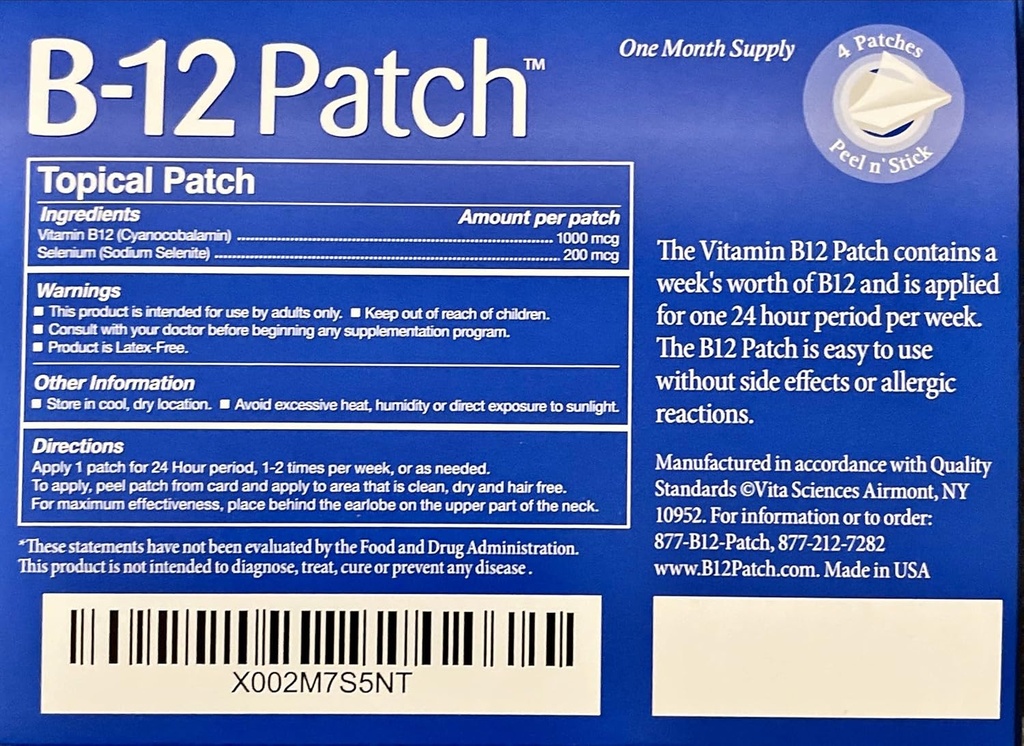 B-12 Patch™
One Month Supply
4 Patches
Peel n' Stick
Topical Patch
Ingredients Amount per patch
Vitamin B12 (Cyanocobalamin) ........ 1000 mcg
Selenium (Sodium Selenite) ........ 200 mcg
Warnings
■ This product is intended for use by adults only. ■ Keep out of reach of children.
■ Consult with your doctor before beginning any supplementation program.
■ Product is Latex-Free.
Other Information
■ Store in cool, dry location. ■ Avoid excessive heat, humidity or direct exposure to sunlight.
Directions
Apply 1 patch for 24 Hour period, 1-2 times per week, or as needed.
To apply, peel patch from card and apply to area that is clean, dry and hair free.
For maximum effectiveness, place behind the earlobe on the upper part of the neck.
*These statements have not been evaluated by the Food and Drug Administration.
This product is not intended to diagnose, treat, cure or prevent any disease.
The Vitamin B12 Patch contains a
week's worth of B12 and is applied
for one 24 hour period per week.
The B12 Patch is easy to use
without side effects or allergic
reactions.
Manufactured in accordance with Quality
Standards ©Vita Sciences Airmont, NY
10952. For information or to order:
877-B12-Patch, 877-212-7282
www.B12Patch.com. Made in USA
X002M7S5NT